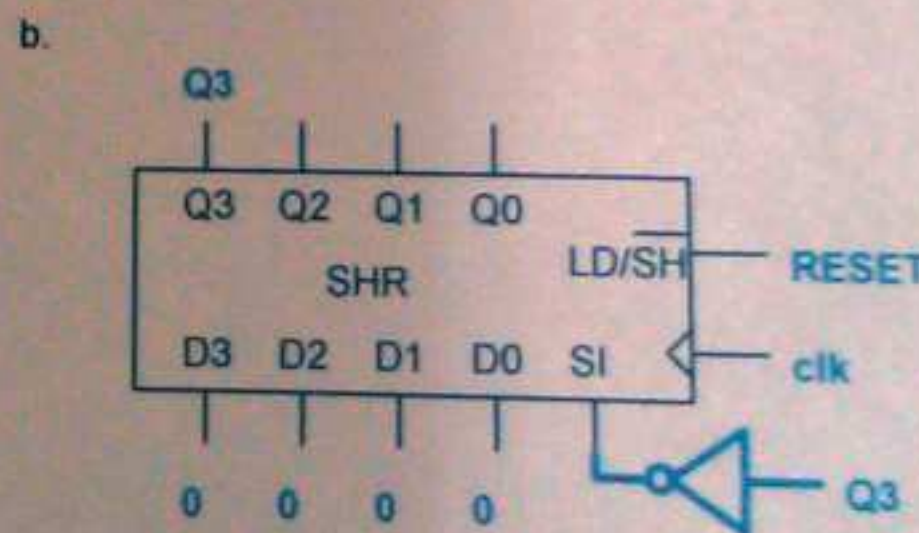 b.
Q3
Q3 Q2 Q1 Q0
LD/SH
RESET
SHR
D3 D2 D1 D0 SI
clk
0 0 0 0
Q3